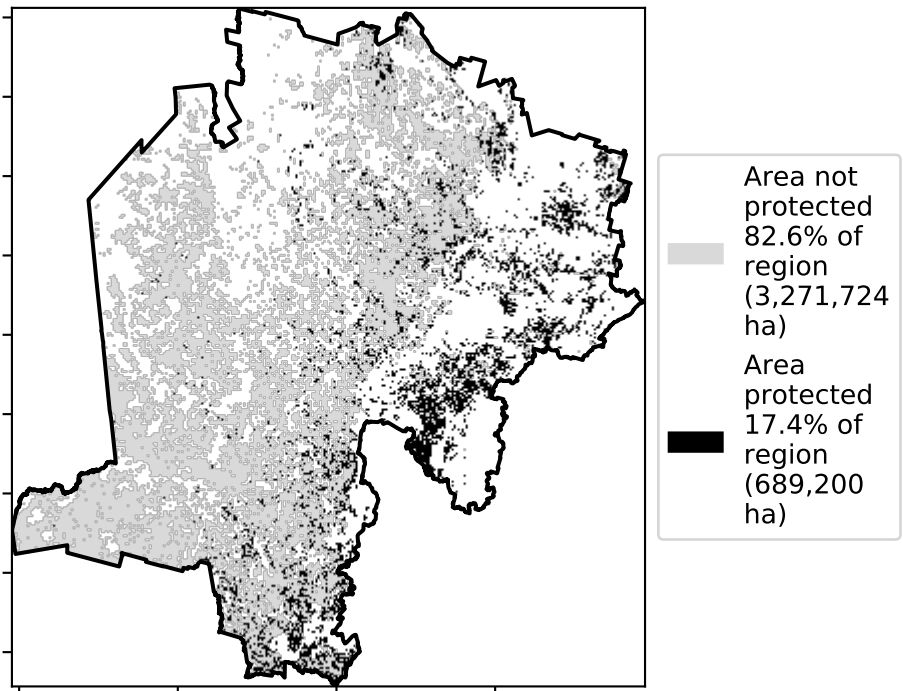 Area not
protected
82.6% of
region
(3,271,724
ha)
Area
protected
17.4% of
region
(689,200
ha)